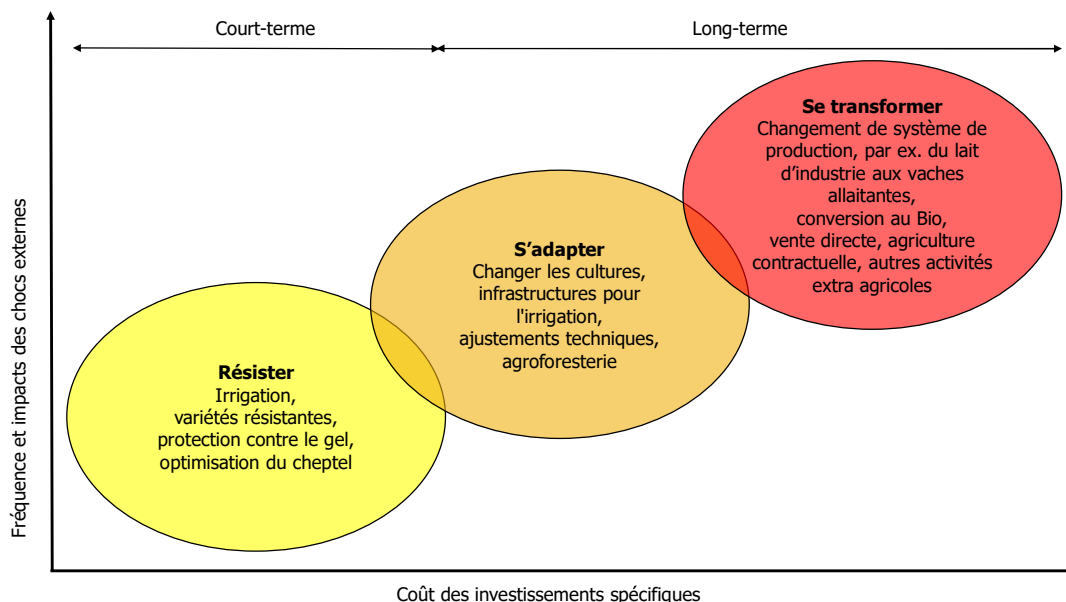 Court-terme
Long-terme
Fréquence et impacts des chocs externes
Se transformer
Changement de système de
production, par ex. du lait
d’industrie aux vaches
allaitantes,
conversion au Bio,
vente directe, agriculture
contractuelle, autres activités
extra agricoles
S’adapter
Changer les cultures,
infrastructures pour
l'irrigation,
ajustements techniques,
agroforesterie
Résister
Irrigation,
variétés résistantes,
protection contre le gel,
optimisation du cheptel
Coût des investissements spécifiques